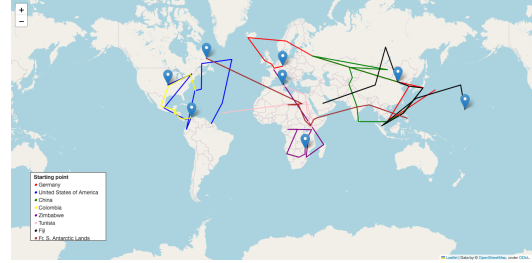 +
−
Starting point
Germany
United States of America
China
Colombia
Zimbabwe
Tunisia
Fiji
Fr. S. Antarctic Lands
Leaflet | Data by © OpenStreetMap, under ODbL.